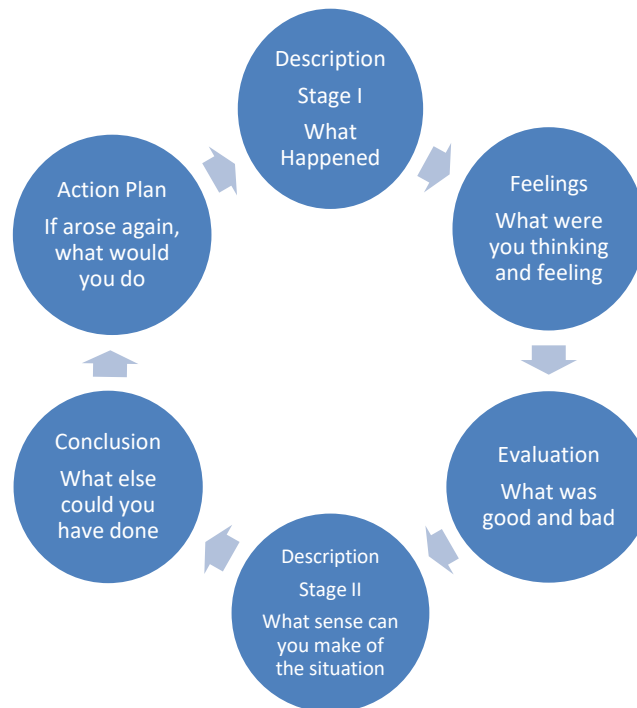 Description
Stage I
What
Happened
Feelings
What were
you thinking
and feeling
Evaluation
What was
good and bad
Description
Stage II
What sense can
you make of
the situation
Conclusion
What else
could you
have done
Action Plan
If arose again,
what would
you do